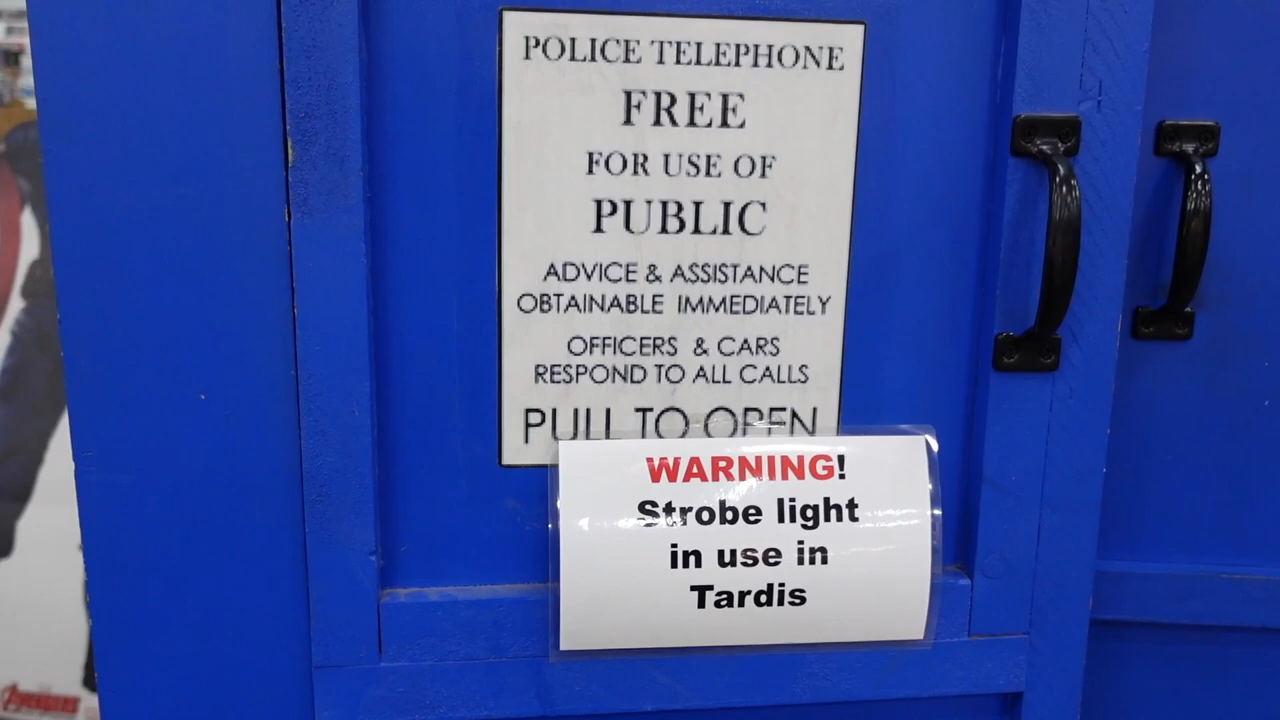 POLICE TELEPHONE
FREE
FOR USE OF
PUBLIC
ADVICE & ASSISTANCE
OBTAINABLE IMMEDIATELY
OFFICERS & CARS
RESPOND TO ALL CALLS
PULL TO OPEN
WARNING!
Strobe light
in use in
Tardis
AVENGERS